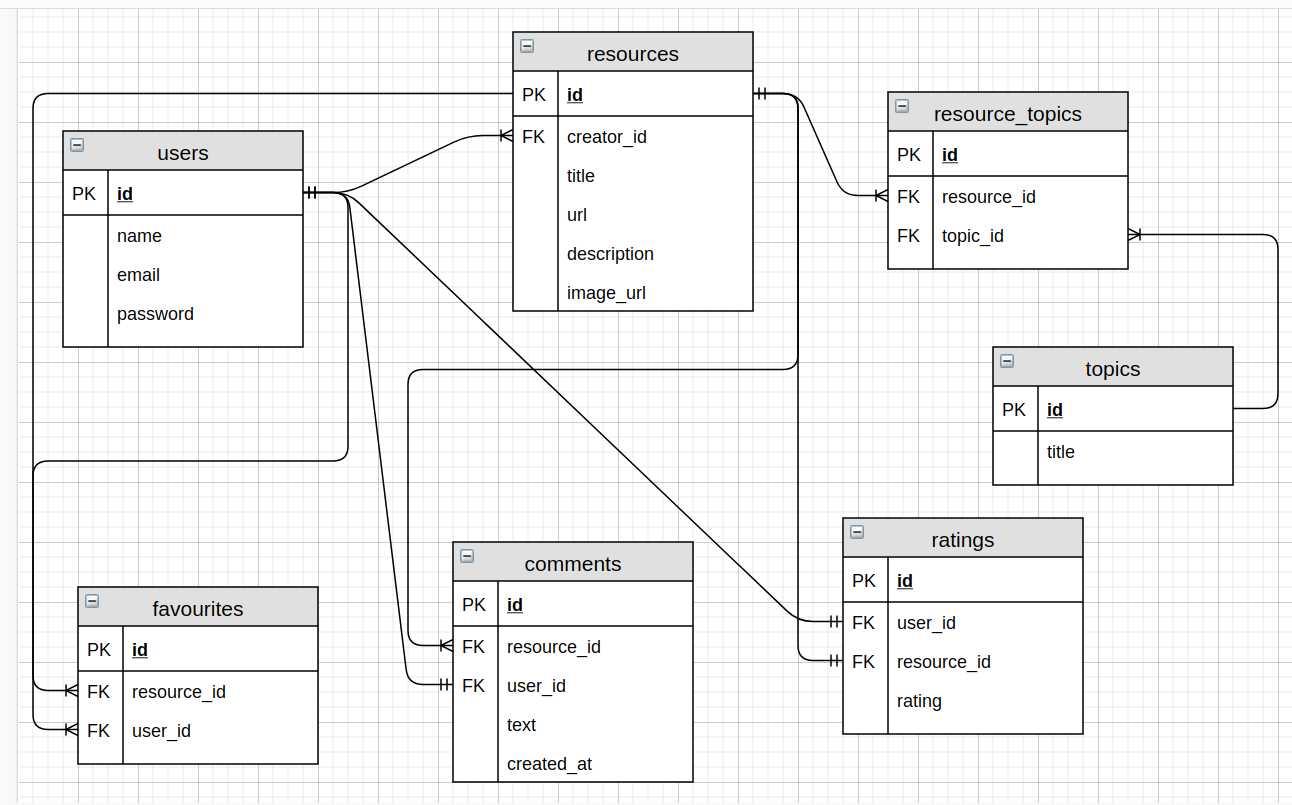 resources
PK id
FK creator_id
title
url
description
image_url
users
PK id
name
email
password
resource_topics
PK id
FK resource_id
FK topic_id
topics
PK id
title
ratings
PK id
FK user_id
FK resource_id
rating
comments
PK id
FK resource_id
FK user_id
text
created_at
favourites
PK id
FK resource_id
FK user_id